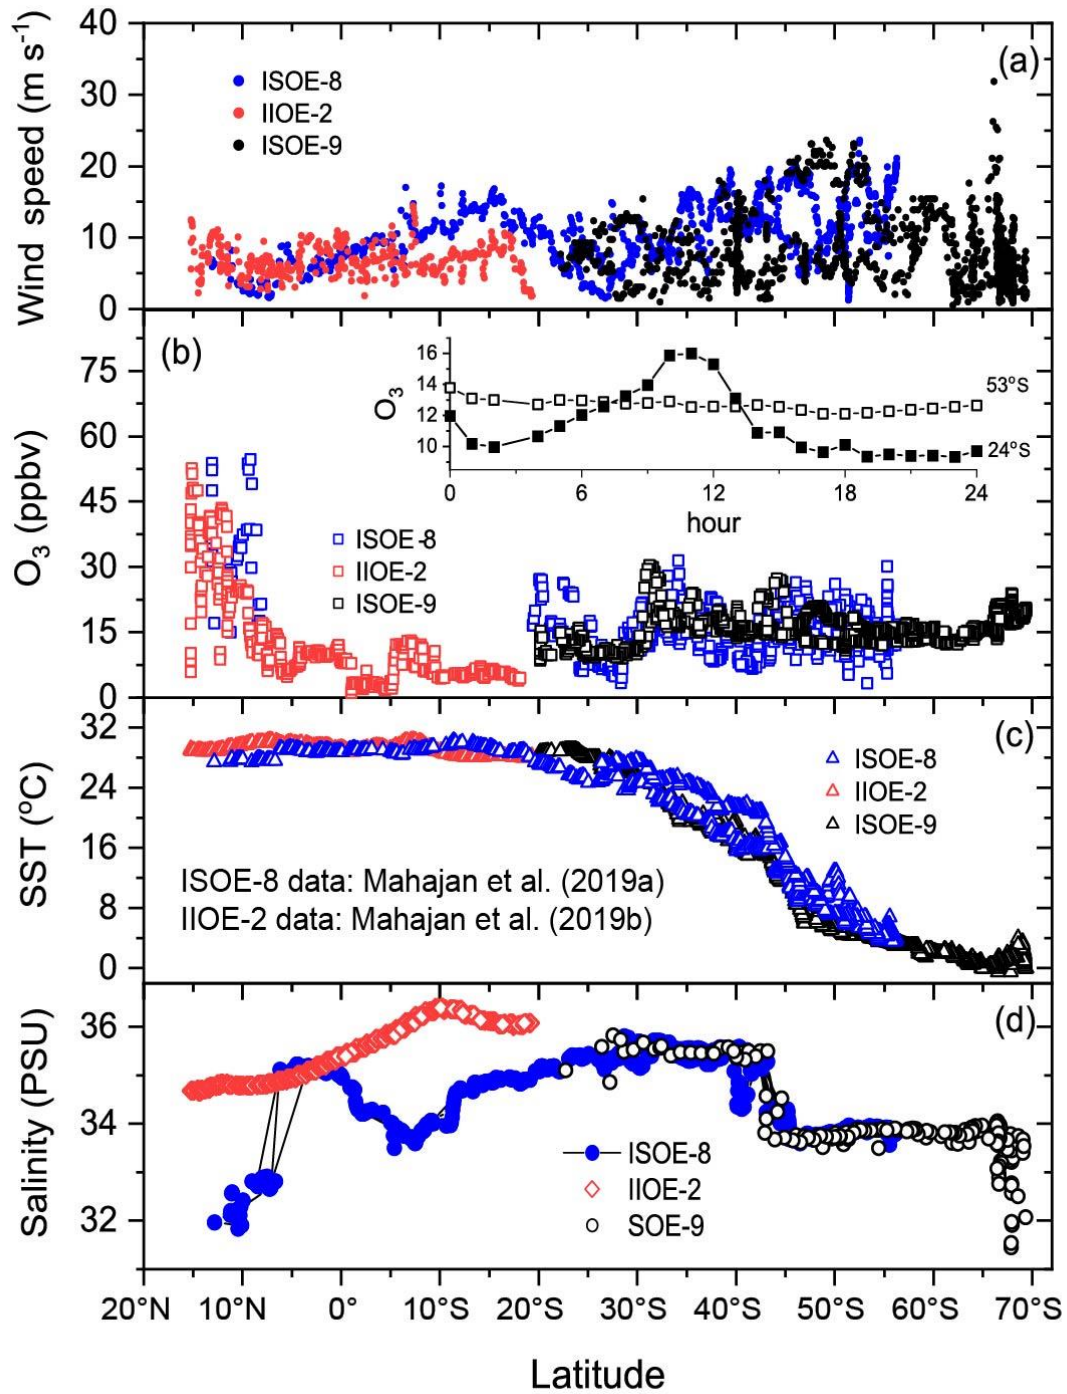 40
30
20
10
0
Wind speed (m s⁻¹)
(a)
ISOE-8
IIOE-2
ISOE-9
75
60
45
30
15
0
O₃ (ppbv)
(b)
16
14
12
10
O₃
53°S
24°S
0 6 12 18 24
hour
ISOE-8
IIOE-2
ISOE-9
32
24
16
8
0
SST (°C)
(c)
ISOE-8
IIOE-2
ISOE-9
ISOE-8 data: Mahajan et al. (2019a)
IIOE-2 data: Mahajan et al. (2019b)
36
34
32
Salinity (PSU)
(d)
ISOE-8
IIOE-2
SOE-9
20°N 10°N 0° 10°S 20°S 30°S 40°S 50°S 60°S 70°S
Latitude